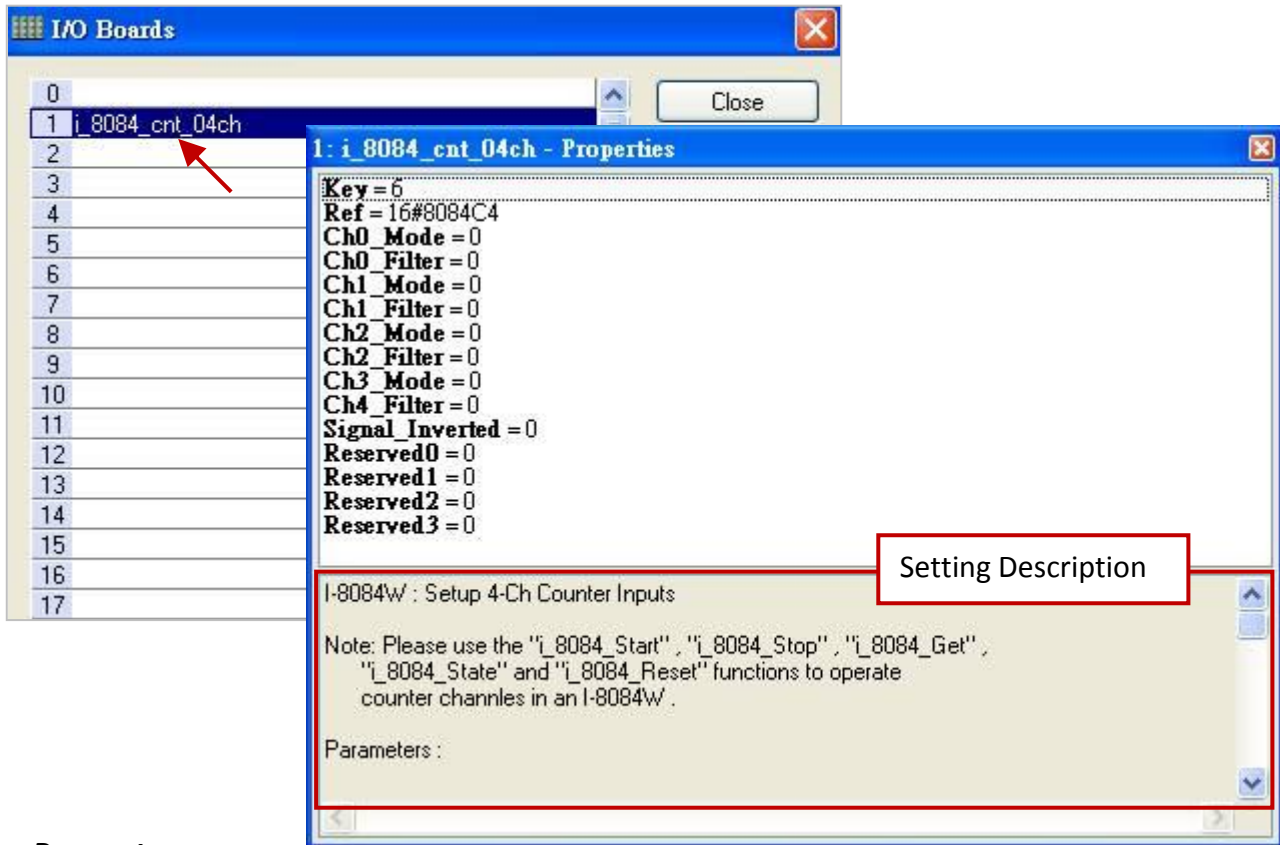 I/O Boards
Close
0
1 i_8084_cnt_04ch
2
3
4
5
6
7
8
9
10
11
12
13
14
15
16
17
1: i_8084_cnt_04ch - Properties
Key = 6
Ref = 16#8084C4
Ch0_Mode = 0
Ch0_Filter = 0
Ch1_Mode = 0
Ch1_Filter = 0
Ch2_Mode = 0
Ch2_Filter = 0
Ch3_Mode = 0
Ch4_Filter = 0
Signal_Inverted = 0
Reserved0 = 0
Reserved1 = 0
Reserved2 = 0
Reserved3 = 0
Setting Description
I-8084W : Setup 4-Ch Counter Inputs
Note: Please use the "i_8084_Start" , "i_8084_Stop" , "i_8084_Get" ,
"i_8084_State" and "i_8084_Reset" functions to operate
counter channles in an I-8084W .
Parameters :